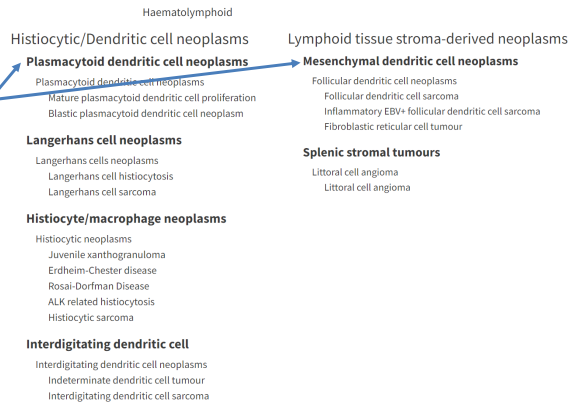 Haematolymphoid
Histiocytic/Dendritic cell neoplasms
Plasmacytoid dendritic cell neoplasms
Plasmacytoid dendritic cell neoplasms
Mature plasmacytoid dendritic cell proliferation
Blastic plasmacytoid dendritic cell neoplasm
Langerhans cell neoplasms
Langerhans cells neoplasms
Langerhans cell histiocytosis
Langerhans cell sarcoma
Histiocyte/macrophage neoplasms
Histiocytic neoplasms
Juvenile xanthogranuloma
Erdheim-Chester disease
Rosai-Dorfman Disease
ALK related histiocytosis
Histiocytic sarcoma
Interdigitating dendritic cell
Interdigitating dendritic cell neoplasms
Indeterminate dendritic cell tumour
Interdigitating dendritic cell sarcoma
Lymphoid tissue stroma-derived neoplasms
Mesenchymal dendritic cell neoplasms
Follicular dendritic cell neoplasms
Follicular dendritic cell sarcoma
Inflammatory EBV+ follicular dendritic cell sarcoma
Fibroblastic reticular cell tumour
Splenic stromal tumours
Littoral cell angioma
Littoral cell angioma